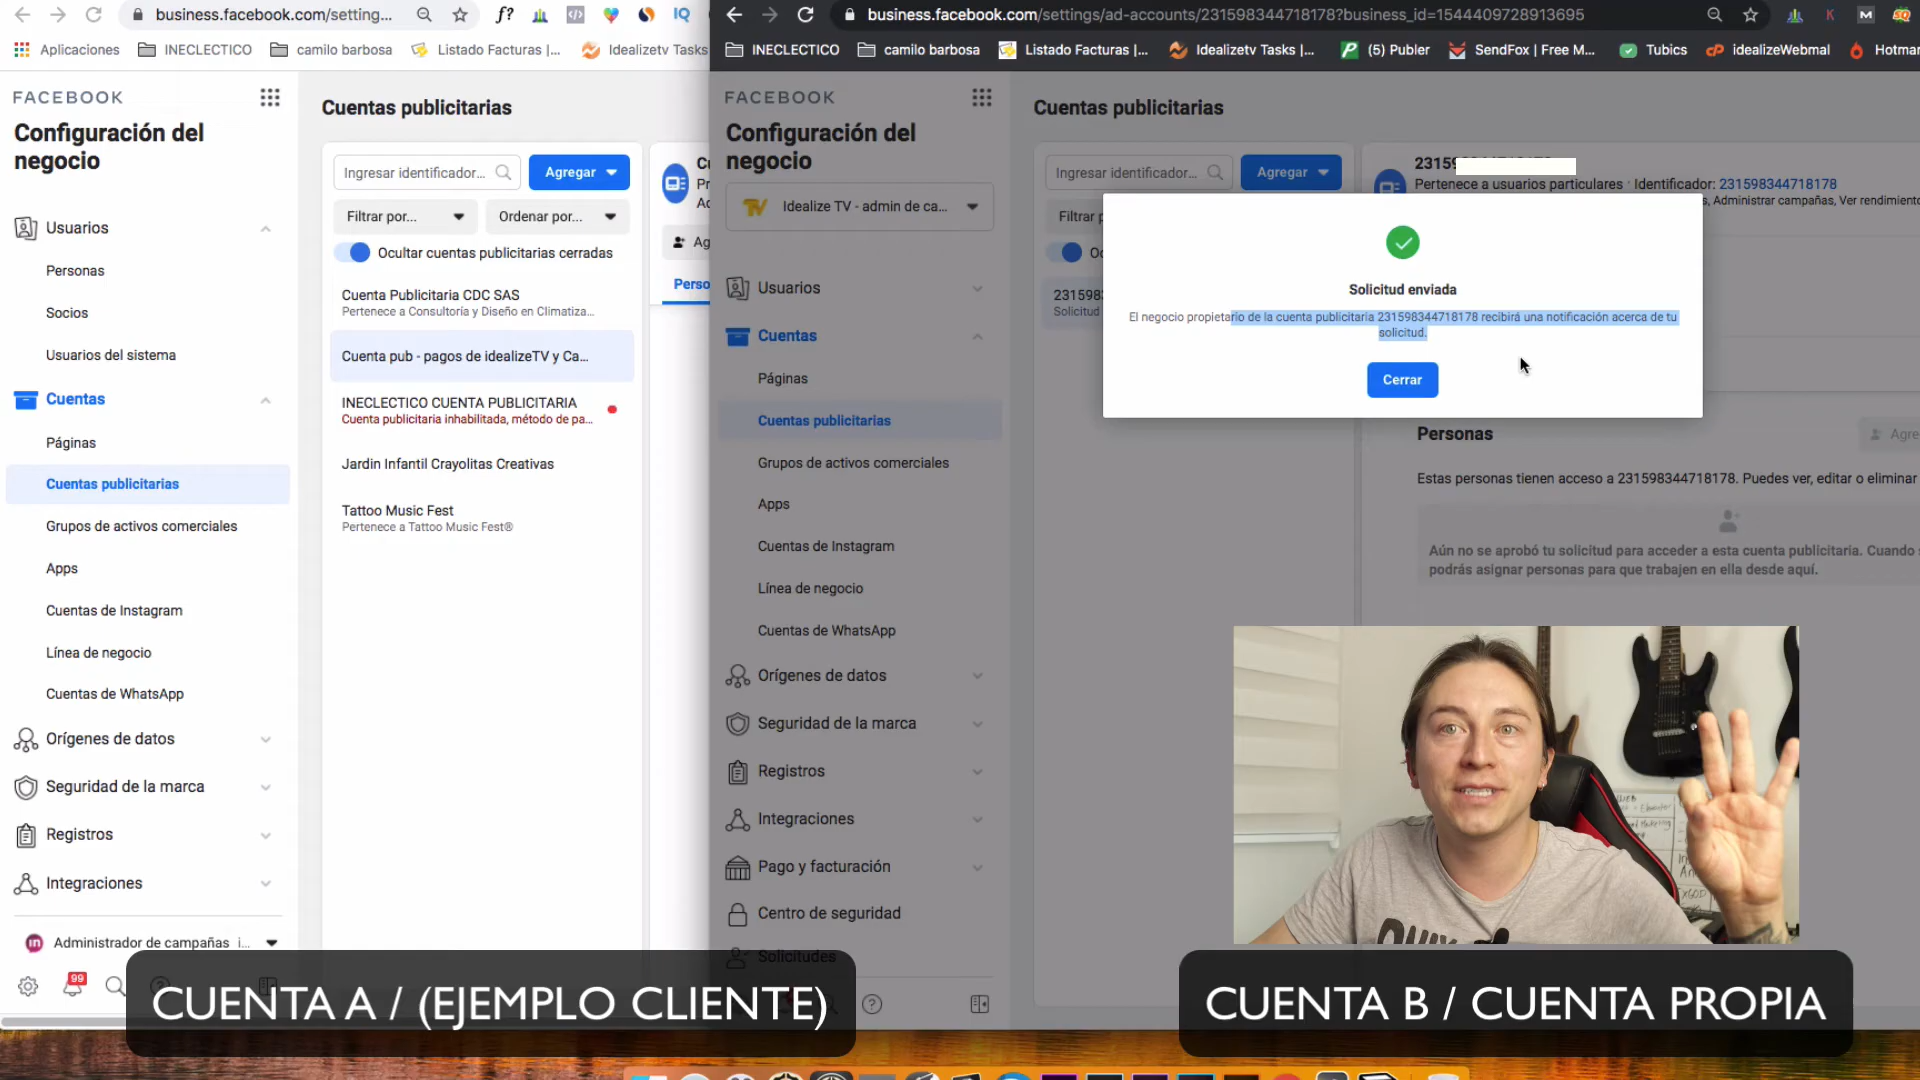 business.facebook.com/setting...
Aplicaciones
INECLECTICO
camilo barbosa
Listado Facturas |...
Idealizetv Tasks
FACEBOOK
Configuración del
negocio
Usuarios
Personas
Socios
Usuarios del sistema
Cuentas
Páginas
Cuentas publicitarias
Grupos de activos comerciales
Apps
Cuentas de Instagram
Línea de negocio
Cuentas de WhatsApp
Orígenes de datos
Seguridad de la marca
Registros
Integraciones
Administrador de campañas i...
99
Cuentas publicitarias
Ingresar identificador...
Agregar
Filtrar por...
Ordenar por...
Ocultar cuentas publicitarias cerradas
Cuenta Publicitaria CDC SAS
Pertenece a Consultoría y Diseño en Climatiza...
Cuenta pub - pagos de idealizeTV y Ca...
INECLECTICO CUENTA PUBLICITARIA
Cuenta publicitaria inhabilitada, método de pa...
Jardin Infantil Crayolitas Creativas
Tattoo Music Fest
Pertenece a Tattoo Music Fest®
Perso
CUENTA A / (EJEMPLO CLIENTE)
business.facebook.com/settings/ad-accounts/231598344718178?business_id=1544409728913695
INECLECTICO
camilo barbosa
Listado Facturas |...
Idealizetv Tasks |...
(5) Publer
SendFox | Free M...
Tubics
idealizeWebmal
Hotmar
FACEBOOK
Configuración del
negocio
Idealize TV - admin de ca...
Usuarios
Cuentas
Páginas
Cuentas publicitarias
Grupos de activos comerciales
Apps
Cuentas de Instagram
Línea de negocio
Cuentas de WhatsApp
Orígenes de datos
Seguridad de la marca
Registros
Integraciones
Pago y facturación
Centro de seguridad
Solicitudes
Cuentas publicitarias
Ingresar identificador...
Agregar
Filtrar p
Oc
231598
Solicitud
Pertenece a usuarios particulares · Identificador: 231598344718178
s, Administrar campañas, Ver rendimiento
Solicitud enviada
El negocio propietario de la cuenta publicitaria 231598344718178 recibirá una notificación acerca de tu
solicitud.
Cerrar
Personas
Agre
Estas personas tienen acceso a 231598344718178. Puedes ver, editar o eliminar
Aún no se aprobó tu solicitud para acceder a esta cuenta publicitaria. Cuando s
podrás asignar personas para que trabajen en ella desde aquí.
CUENTA B / CUENTA PROPIA